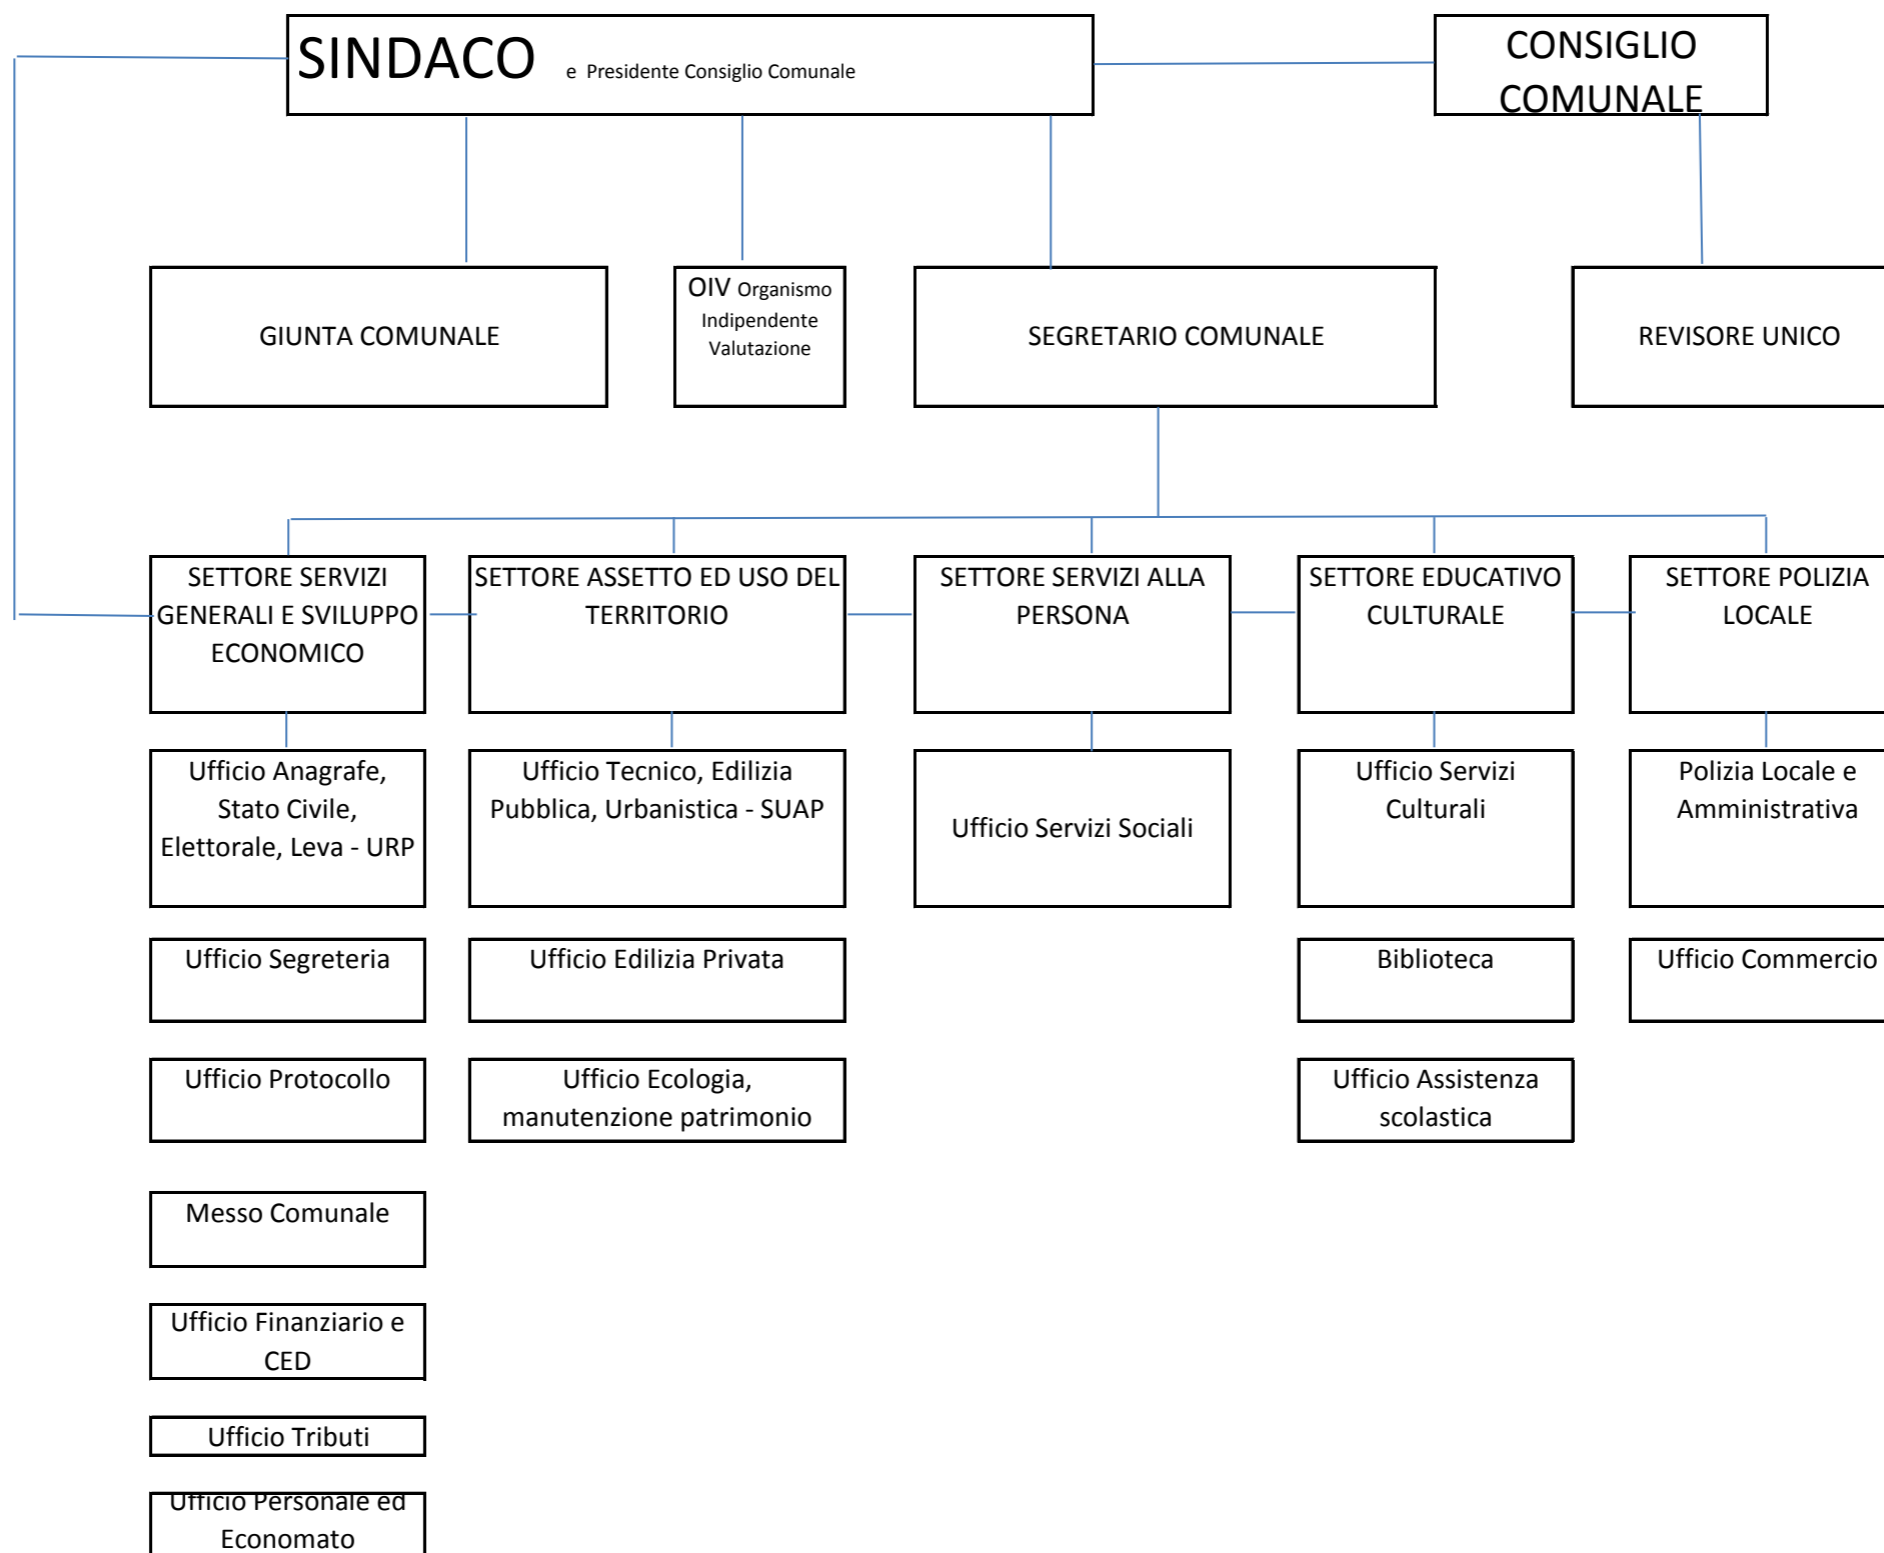 SINDACO e Presidente Consiglio Comunale
CONSIGLIO
COMUNALE
GIUNTA COMUNALE
OIV Organismo
Indipendente
Valutazione
SEGRETARIO COMUNALE
REVISORE UNICO
SETTORE SERVIZI
GENERALI E SVILUPPO
ECONOMICO
SETTORE ASSETTO ED USO DEL
TERRITORIO
SETTORE SERVIZI ALLA
PERSONA
SETTORE EDUCATIVO
CULTURALE
SETTORE POLIZIA
LOCALE
Ufficio Anagrafe,
Stato Civile,
Elettorale, Leva - URP
Ufficio Tecnico, Edilizia
Pubblica, Urbanistica - SUAP
Ufficio Servizi Sociali
Ufficio Servizi
Culturali
Polizia Locale e
Amministrativa
Ufficio Segreteria
Ufficio Edilizia Privata
Biblioteca
Ufficio Commercio
Ufficio Protocollo
Ufficio Ecologia,
manutenzione patrimonio
Ufficio Assistenza
scolastica
Messo Comunale
Ufficio Finanziario e
CED
Ufficio Tributi
Ufficio Personale ed
Economato